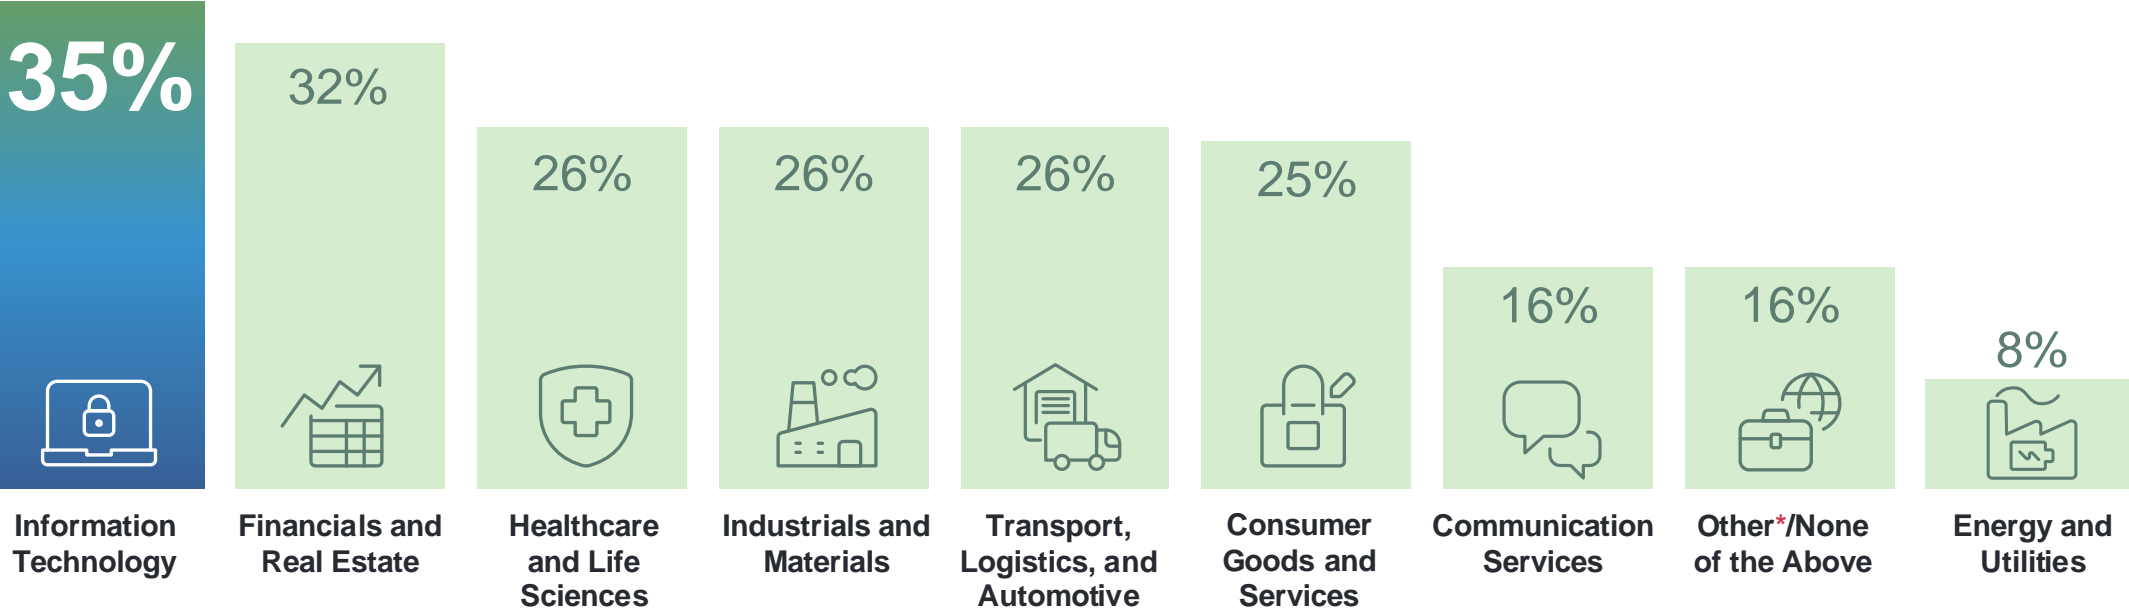 35%
32%
26%
26%
26%
25%
16%
16%
8%
Information
Technology
Financials and
Real Estate
Healthcare
and Life
Sciences
Industrials and
Materials
Transport,
Logistics, and
Automotive
Consumer
Goods and
Services
Communication
Services
Other*/None
of the Above
Energy and
Utilities